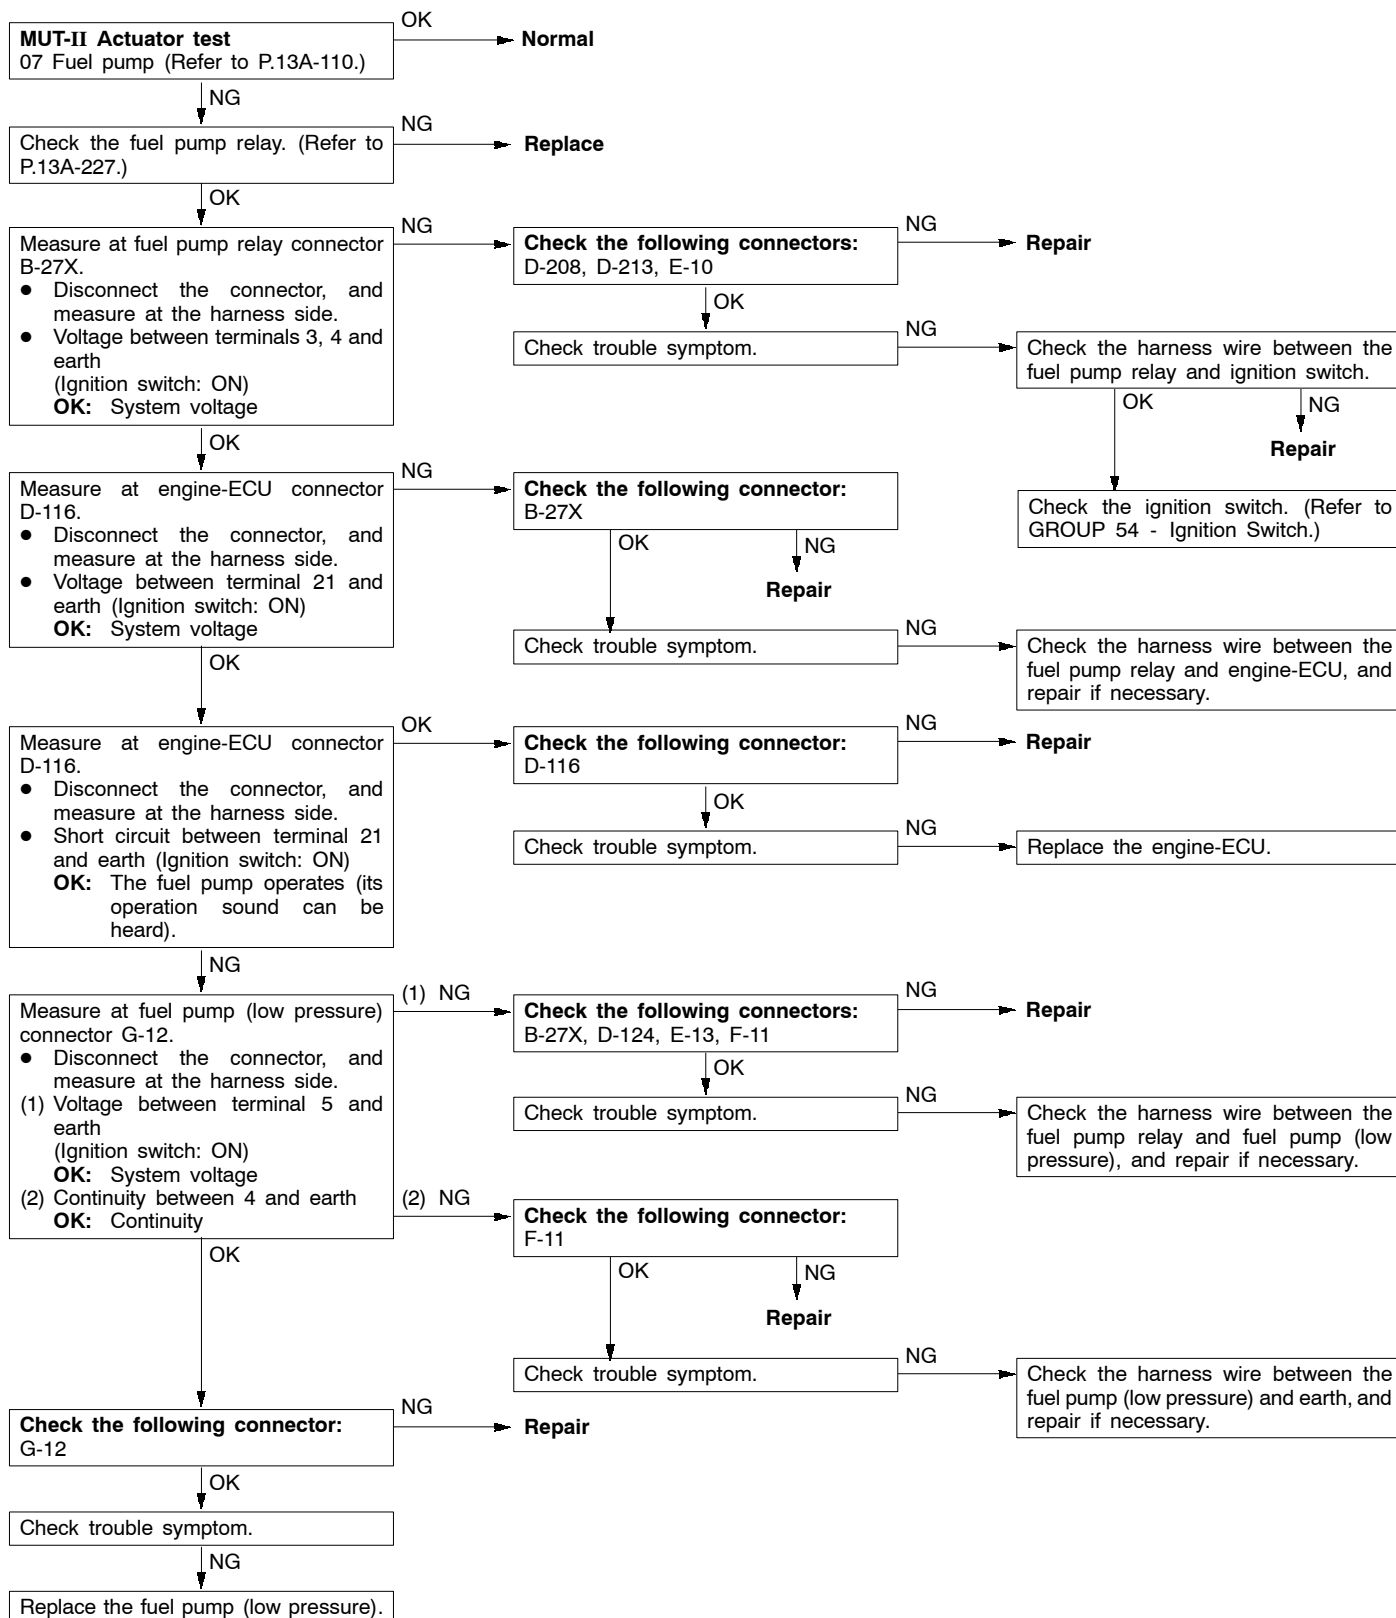 MUT-II Actuator test
07 Fuel pump (Refer to P.13A-110.)
OK
Normal
NG
Check the fuel pump relay. (Refer to
P.13A-227.)
NG
Replace
OK
Measure at fuel pump relay connector
B-27X.
● Disconnect the connector, and
measure at the harness side.
● Voltage between terminals 3, 4 and
earth
(Ignition switch: ON)
OK: System voltage
NG
Check the following connectors:
D-208, D-213, E-10
NG
Repair
OK
Check trouble symptom.
NG
Check the harness wire between the
fuel pump relay and ignition switch.
OK
NG
Repair
Check the ignition switch. (Refer to
GROUP 54 - Ignition Switch.)
OK
Measure at engine-ECU connector
D-116.
● Disconnect the connector, and
measure at the harness side.
● Voltage between terminal 21 and
earth (Ignition switch: ON)
OK: System voltage
NG
Check the following connector:
B-27X
OK
NG
Repair
Check trouble symptom.
NG
Check the harness wire between the
fuel pump relay and engine-ECU, and
repair if necessary.
OK
Measure at engine-ECU connector
D-116.
● Disconnect the connector, and
measure at the harness side.
● Short circuit between terminal 21
and earth (Ignition switch: ON)
OK: The fuel pump operates (its
operation sound can be
heard).
OK
Check the following connector:
D-116
NG
Repair
OK
Check trouble symptom.
NG
Replace the engine-ECU.
NG
Measure at fuel pump (low pressure)
connector G-12.
● Disconnect the connector, and
measure at the harness side.
(1) Voltage between terminal 5 and
earth
(Ignition switch: ON)
OK: System voltage
(2) Continuity between 4 and earth
OK: Continuity
(1) NG
Check the following connectors:
B-27X, D-124, E-13, F-11
NG
Repair
OK
Check trouble symptom.
NG
Check the harness wire between the
fuel pump relay and fuel pump (low
pressure), and repair if necessary.
(2) NG
Check the following connector:
F-11
OK
NG
Repair
Check trouble symptom.
NG
Check the harness wire between the
fuel pump (low pressure) and earth, and
repair if necessary.
OK
Check the following connector:
G-12
NG
Repair
OK
Check trouble symptom.
NG
Replace the fuel pump (low pressure).